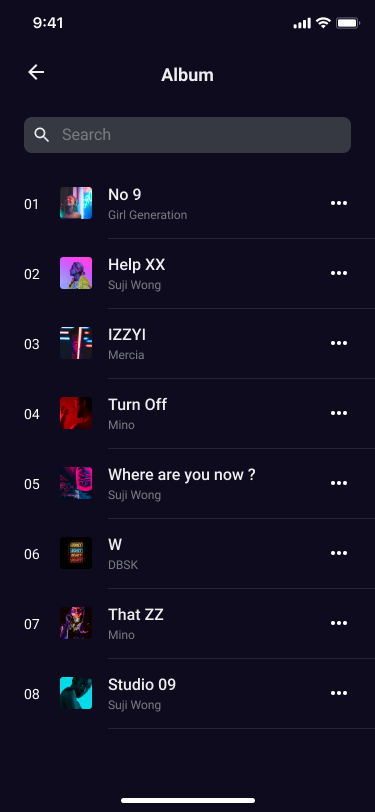 9:41
Album
Search
01
No 9
Girl Generation
02
Help XX
Suji Wong
03
IZZYI
Mercia
04
Turn Off
Mino
05
Where are you now ?
Suji Wong
06
W
DBSK
07
That ZZ
Mino
08
Studio 09
Suji Wong